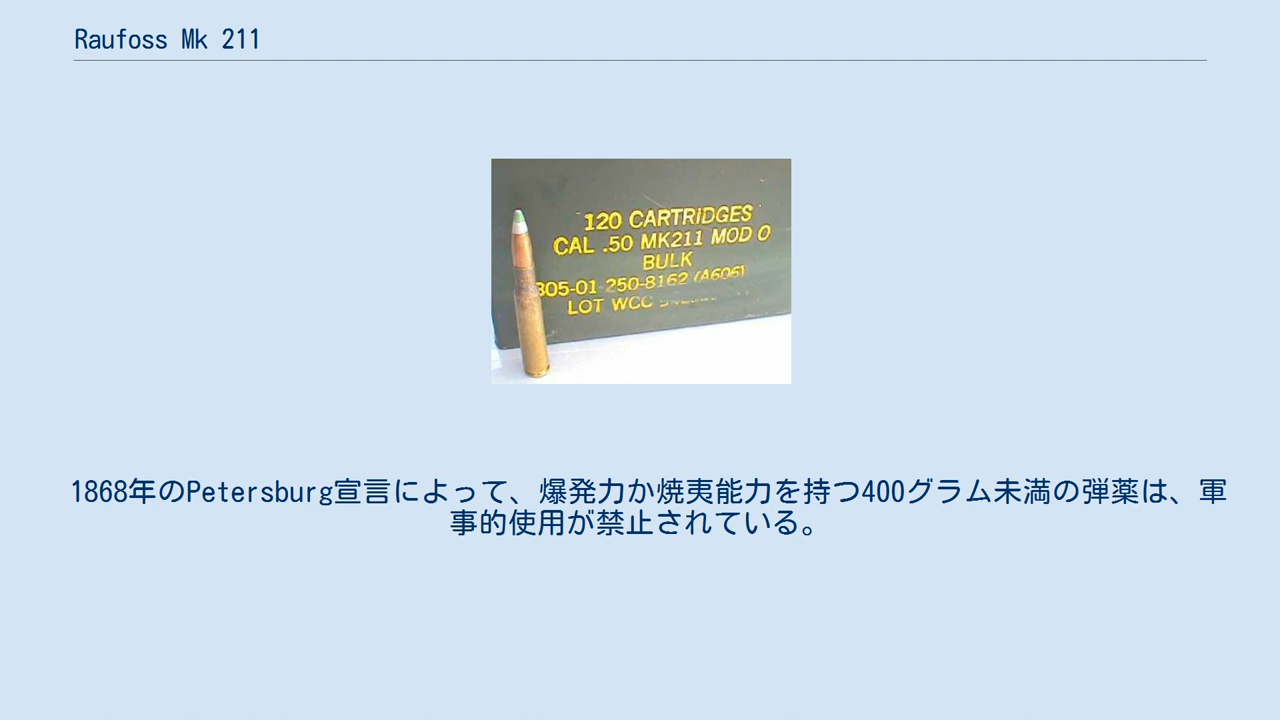 Raufoss Mk 211
120 CARTRIDGES
CAL .50 MK211 MOD 0
BULK
305-01-250-8162 (A606)
LOT WCC
1868年のPetersburg宣言によって、爆発力か焼夷能力を持つ400グラム未満の弾薬は、軍
事的使用が禁止されている。